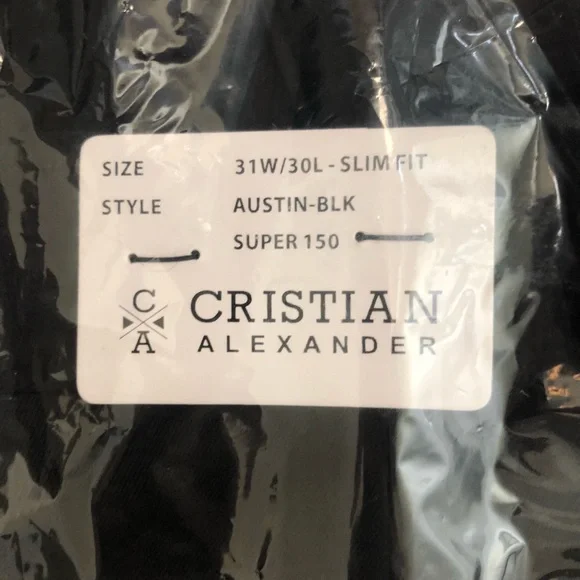 SIZE 31W/30L - SLIM FIT
STYLE AUSTIN-BLK
SUPER 150
C
A
CRISTIAN
ALEXANDER